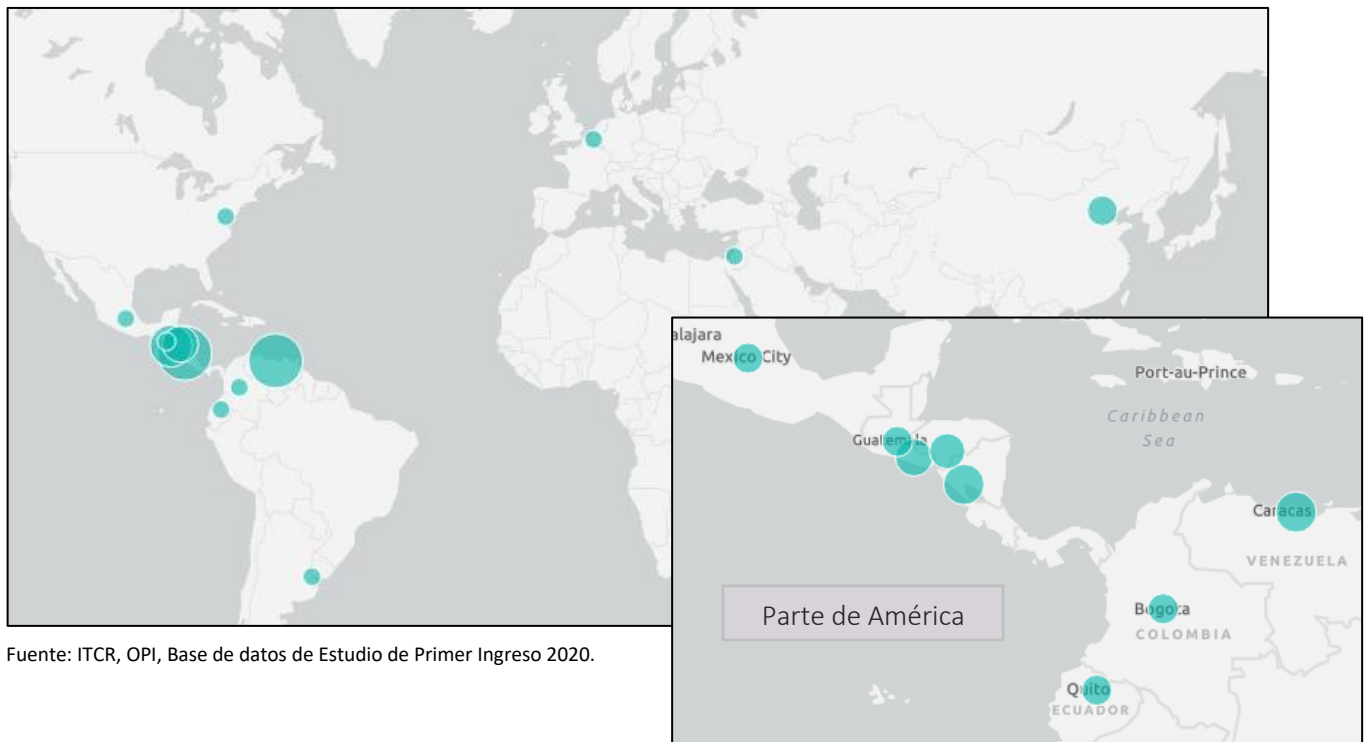 alajara
Mexico City
Port-au-Prince
Caribbean
Sea
Guatemala
Caracas
VENEZUELA
Parte de América
Bogota
COLOMBIA
Quito
ECUADOR
Fuente: ITCR, OPI, Base de datos de Estudio de Primer Ingreso 2020.